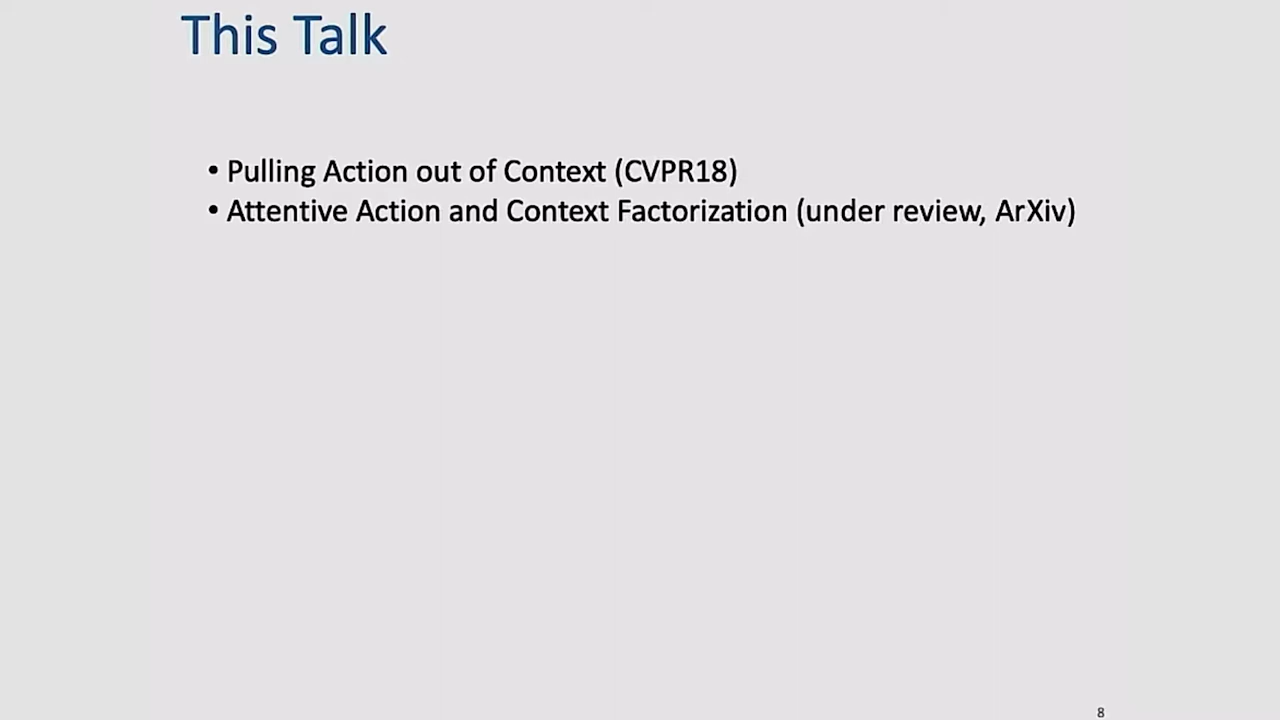 This Talk
• Pulling Action out of Context (CVPR18)
• Attentive Action and Context Factorization (under review, ArXiv)
8